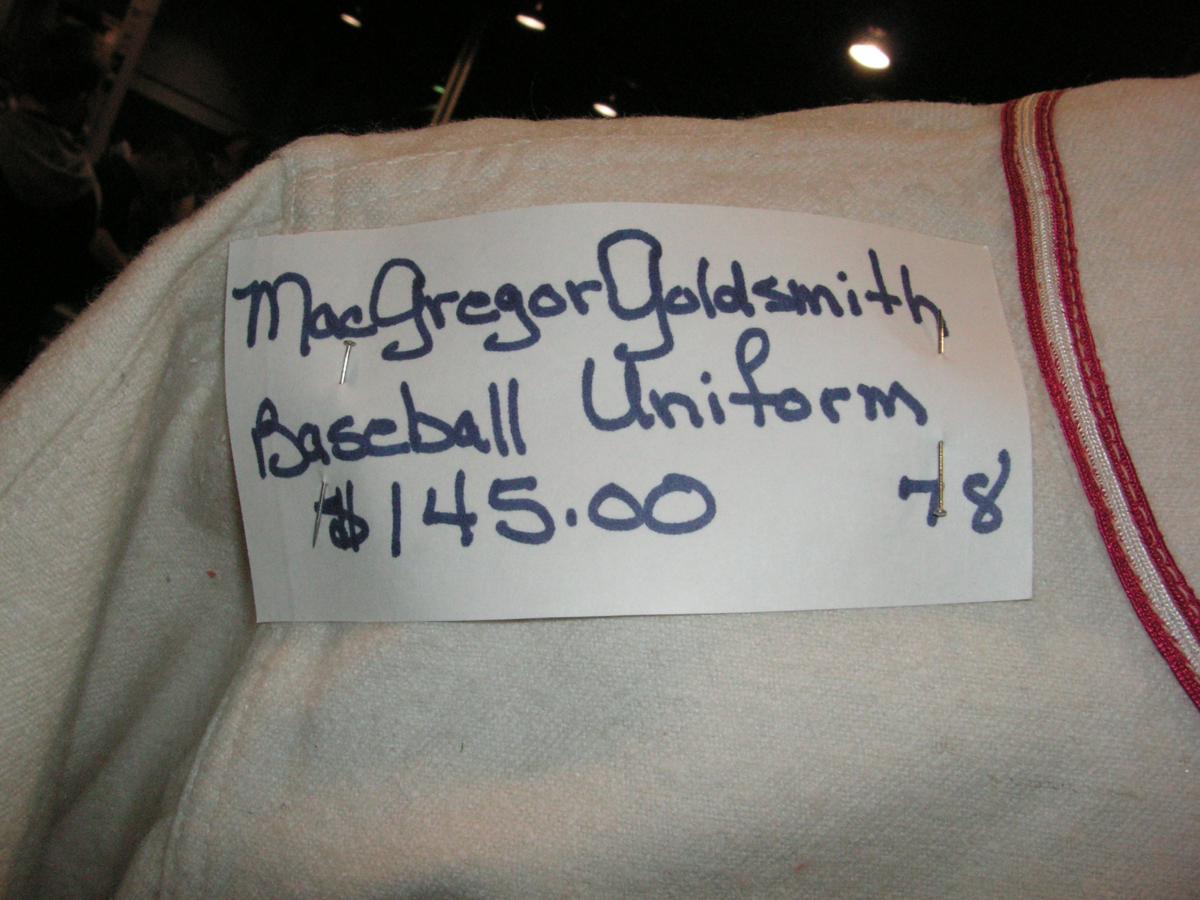 MacGregor Goldsmith
Baseball Uniform
$145.00 78